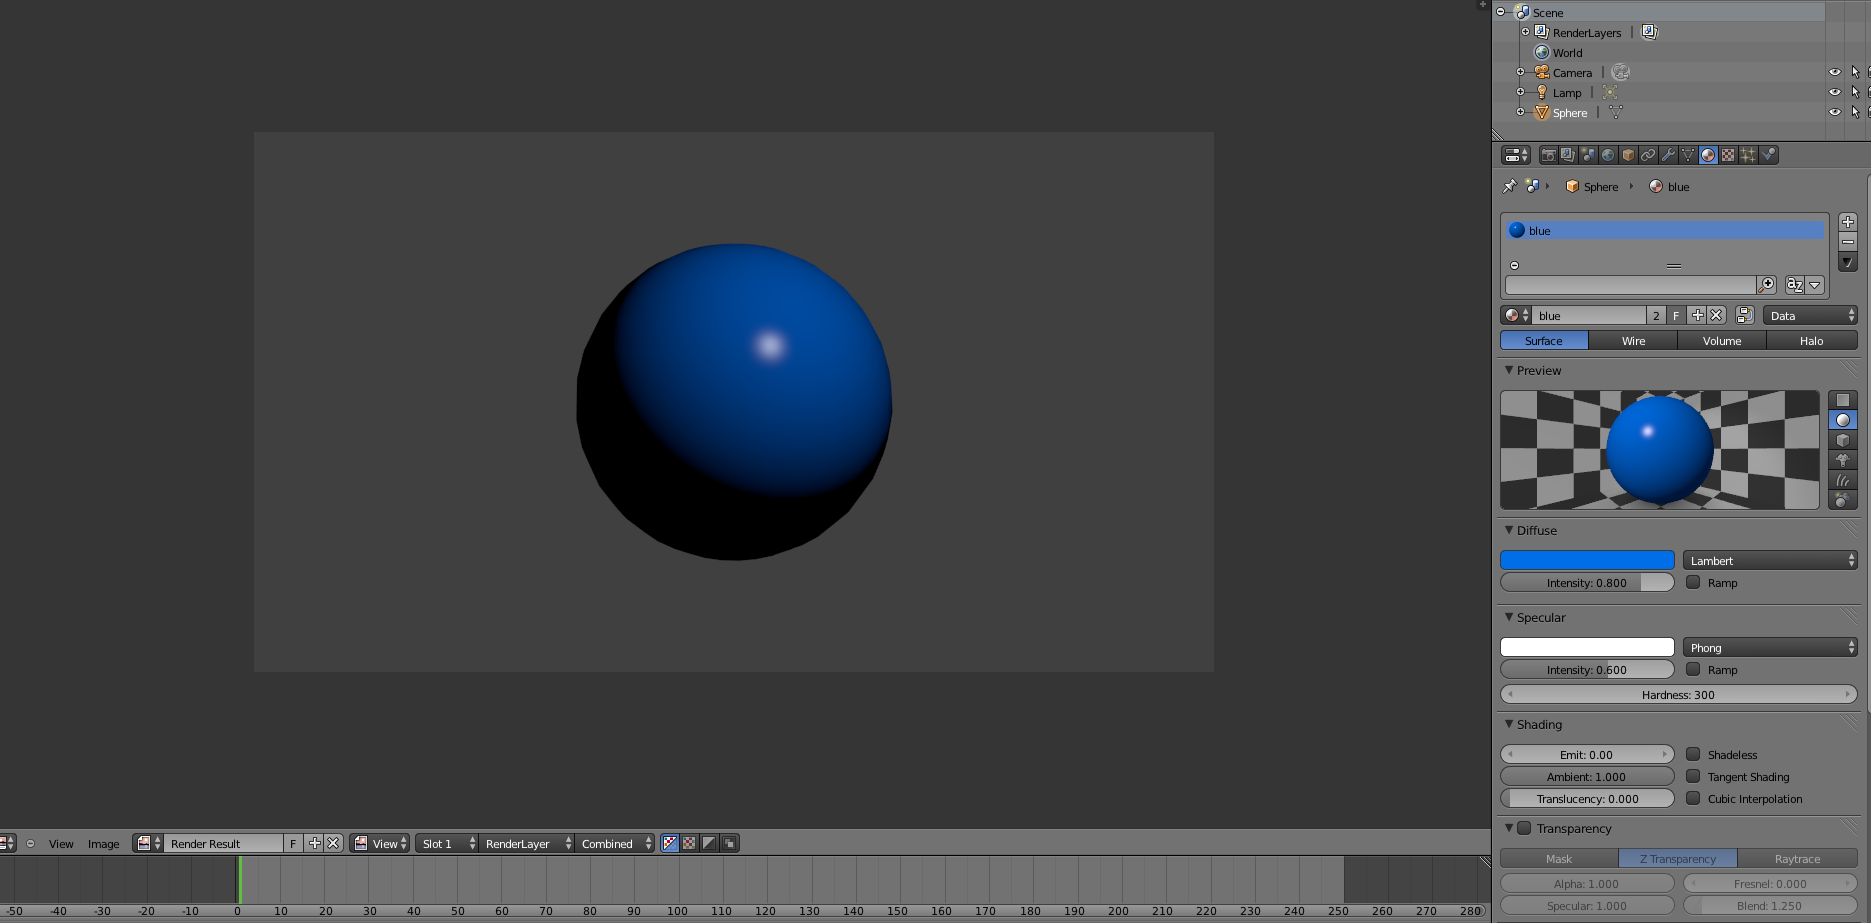 Scene
RenderLayers |
World
Camera |
Lamp |
Sphere |
Sphere blue
blue
az
blue 2 F Data
Surface Wire Volume Halo
Preview
Diffuse
Lambert
Intensity: 0.800 Ramp
Specular
Phong
Intensity: 0.600 Ramp
Hardness: 300
Shading
Emit: 0.00 Shadeless
Ambient: 1.000 Tangent Shading
Translucency: 0.000 Cubic Interpolation
Transparency
Mask Z Transparency Raytrace
Alpha: 1.000 Fresnel: 0.000
Specular: 1.000 Blend: 1.250
View Image Render Result F View Slot 1 RenderLayer Combined
-50 -40 -30 -20 -10 0 10 20 30 40 50 60 70 80 90 100 110 120 130 140 150 160 170 180 190 200 210 220 230 240 250 260 270 280